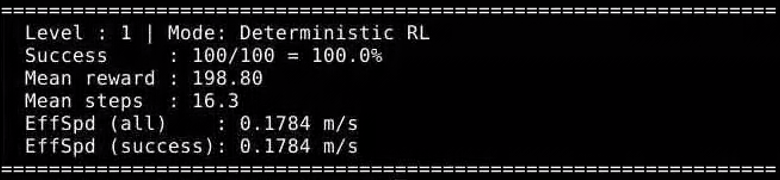 ================================================================
Level : 1 | Mode: Deterministic RL
Success      : 100/100 = 100.0%
Mean reward : 198.80
Mean steps  : 16.3
EffSpd (all)    : 0.1784 m/s
EffSpd (success): 0.1784 m/s
================================================================